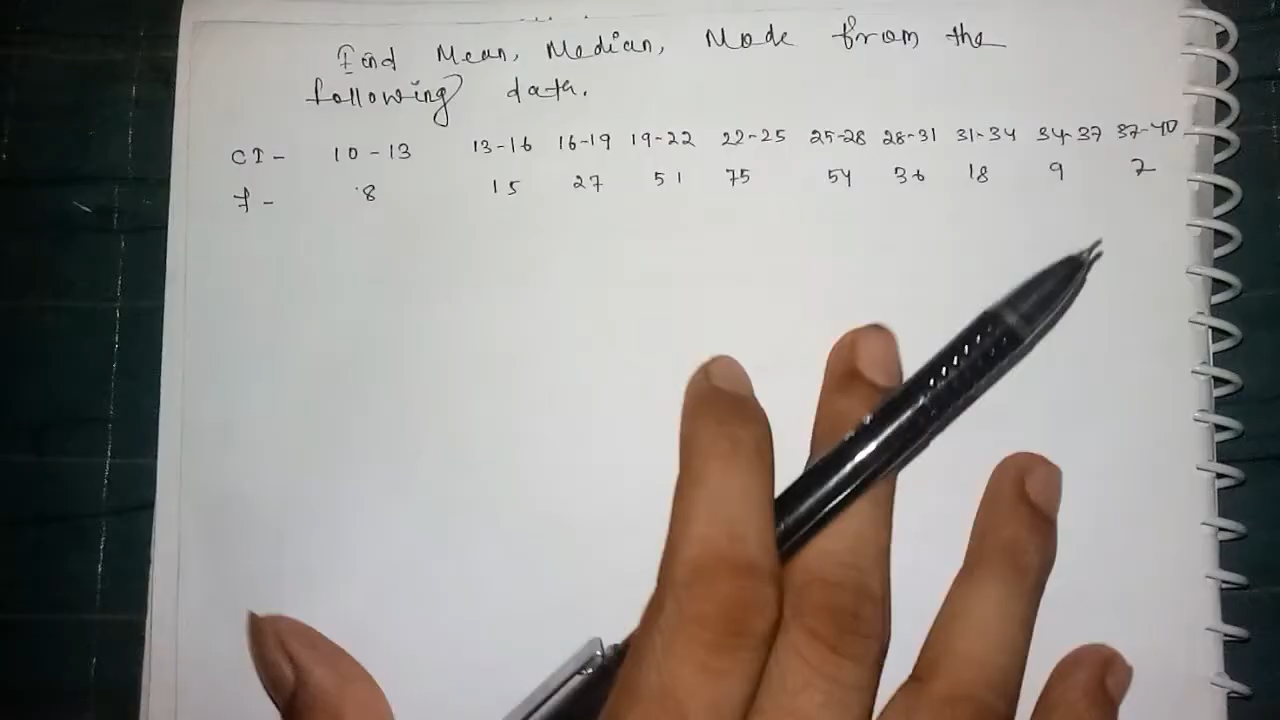 Find Mean, Median, Mode from the
following data.
CI - 10-13 13-16 16-19 19-22 22-25 25-28 28-31 31-34 34-37 37-40
f - 8 15 27 51 75 54 36 18 9 7